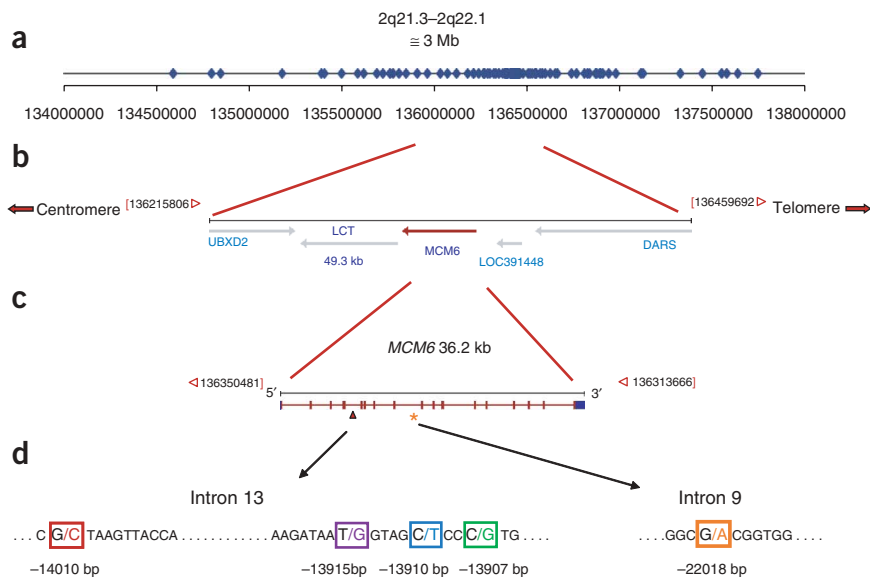 a
2q21.3–2q22.1
≅ 3 Mb
134000000 134500000 135000000 135500000 136000000 136500000 137000000 137500000 138000000
b
Centromere [136215806 [136459692 Telomere
UBXD2 LCT 49.3 kb MCM6 LOC391448 DARS
c
MCM6 36.2 kb
136350481] 5′ 3′ 136313666]
*
d
Intron 13 Intron 9
... C G/C TAAGTTACCA ............ AAGATAA T/G GTAG C/T CC C/G TG .... ....GGC G/A CGGTGG ....
–14010 bp –13915bp –13910 bp –13907 bp –22018 bp